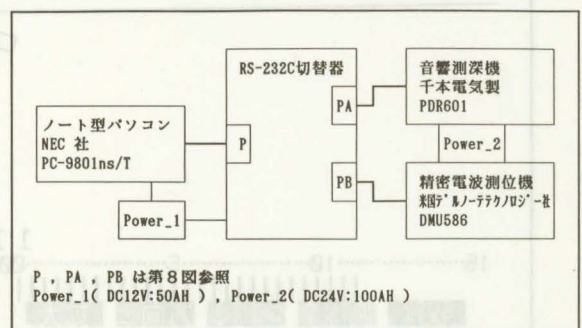 RS-232C切替器
音響測深機
千本電気製
PDR601
PA
ノート型パソコン
NEC 社
PC-9801ns/T
P
Power_2
PB
精密電波測位機
米国デルノーテテクノロジー社
DMU586
Power_1
P , PA , PB は第8図参照
Power_1( DC12V:50AH ) , Power_2( DC24V:100AH )